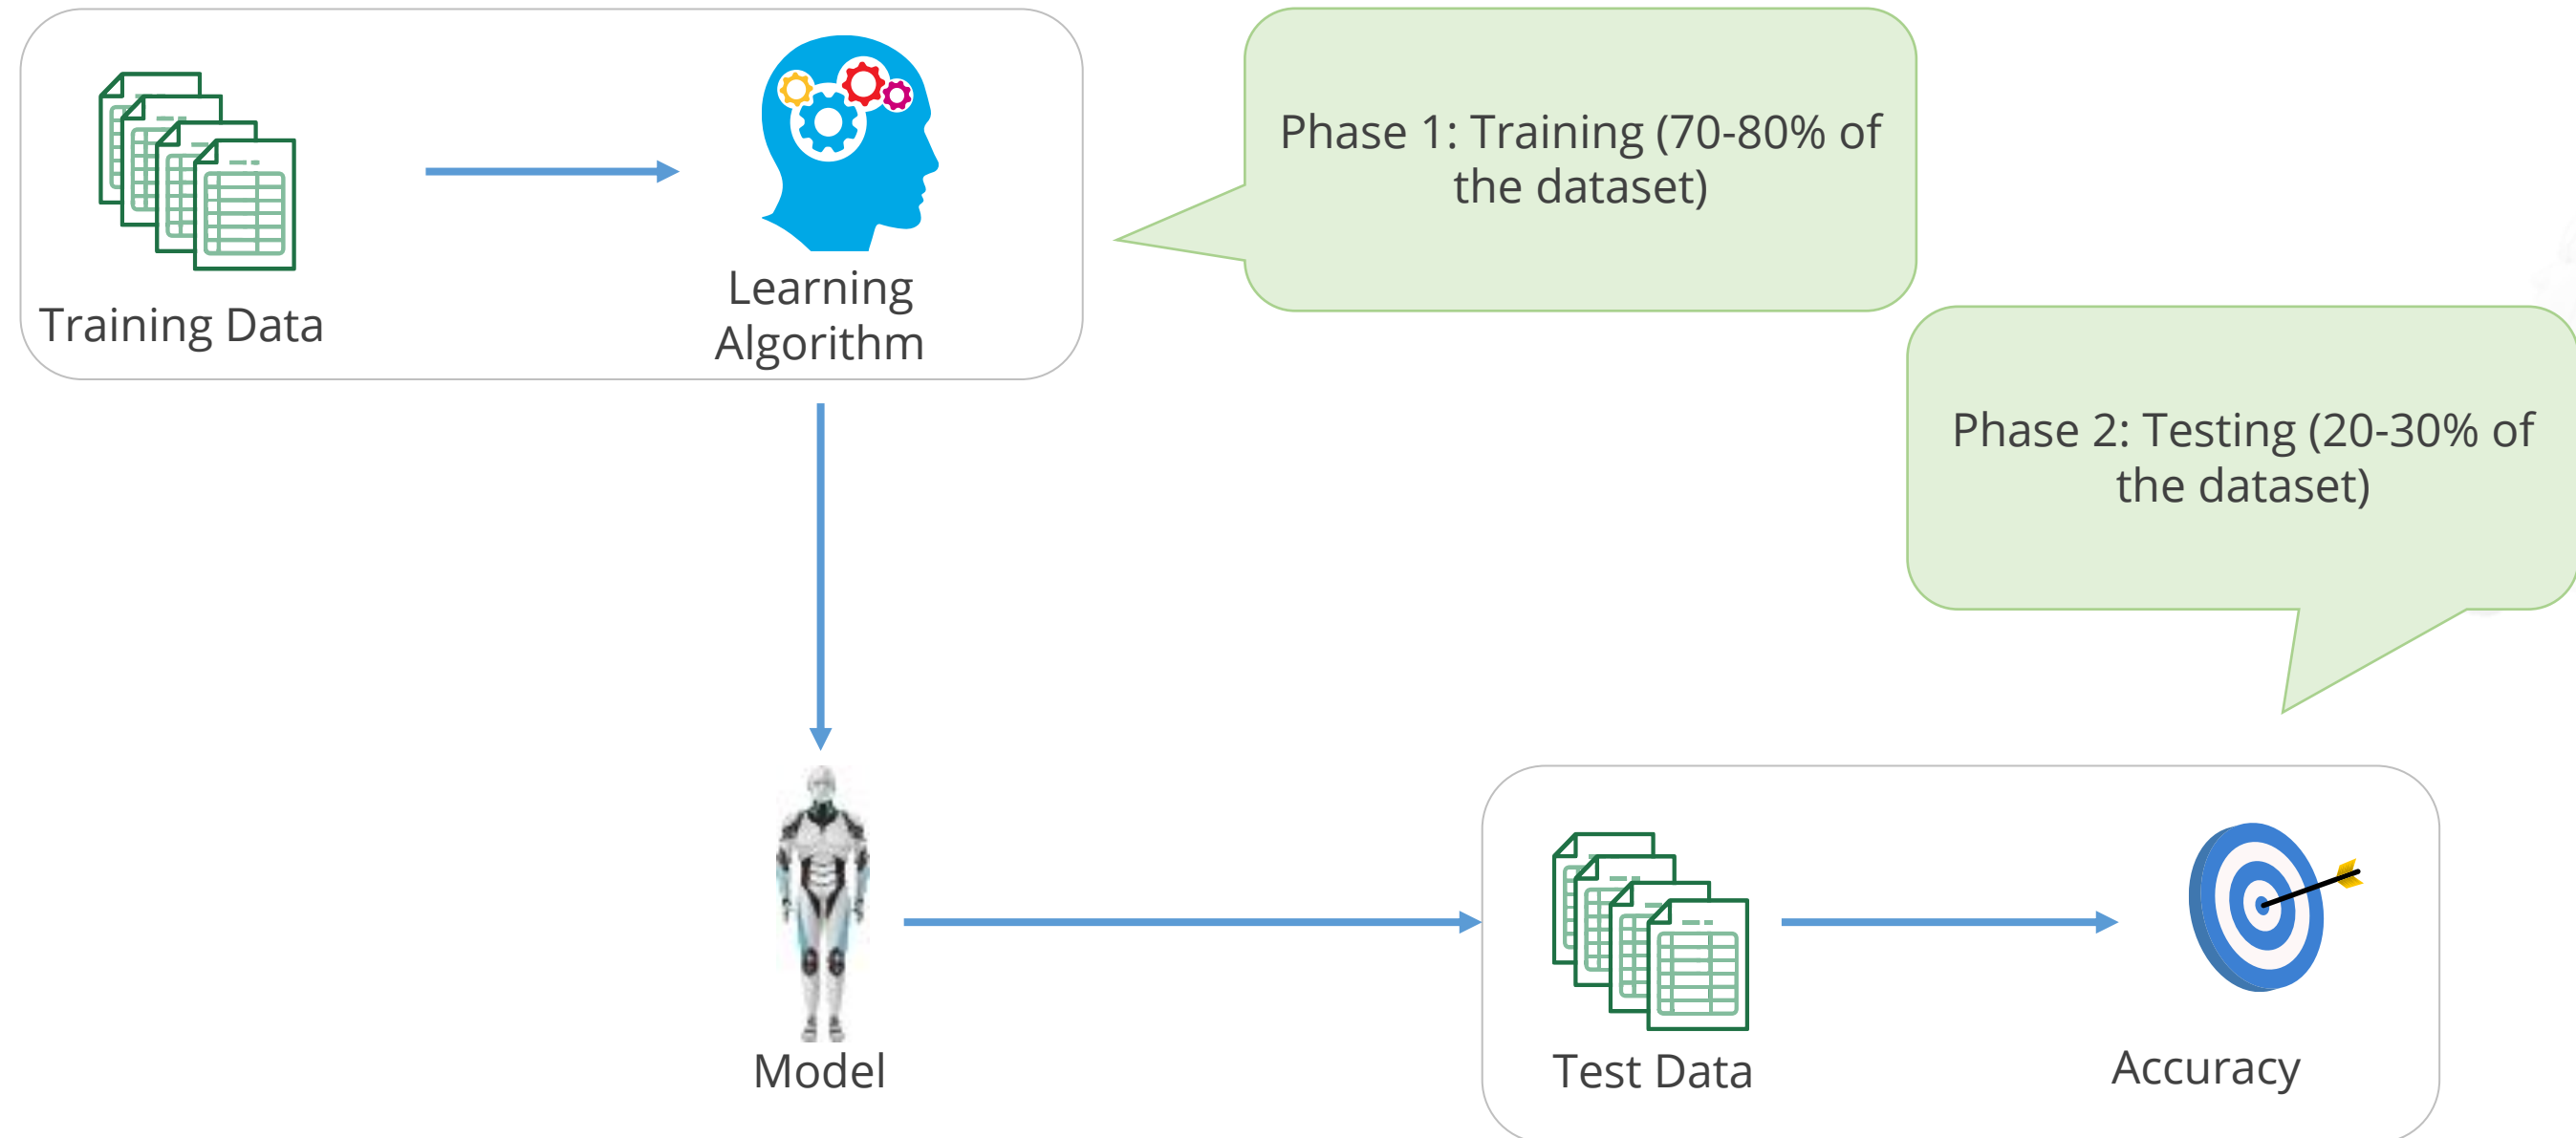 Phase 1: Training (70-80% of
the dataset)
Learning
Algorithm
Training Data
Phase 2: Testing (20-30% of
the dataset)
Model
Test Data
Accuracy